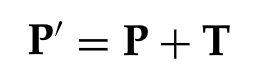 P′ = P + T